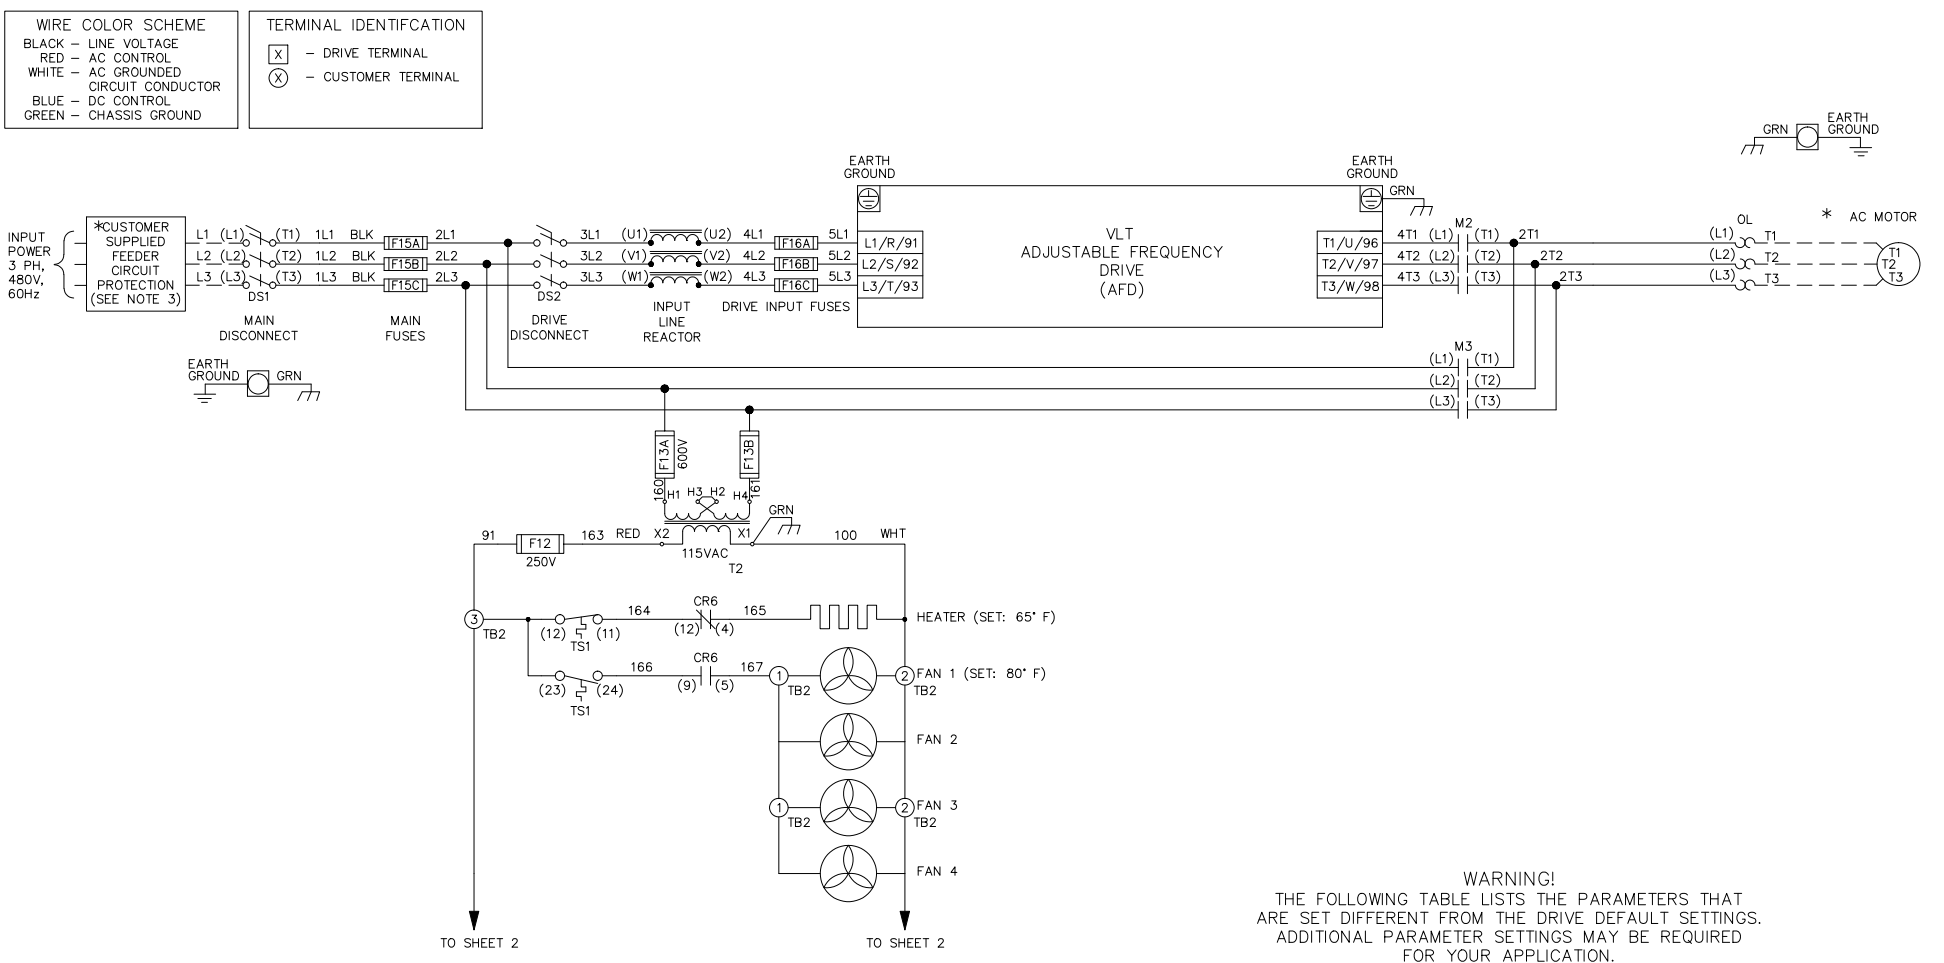 WIRE COLOR SCHEME
BLACK – LINE VOLTAGE
RED – AC CONTROL
WHITE – AC GROUNDED
CIRCUIT CONDUCTOR
BLUE – DC CONTROL
GREEN – CHASSIS GROUND
TERMINAL IDENTIFCATION
X – DRIVE TERMINAL
X – CUSTOMER TERMINAL
GRN
EARTH
GROUND
EARTH
GROUND
EARTH
GROUND
GRN
INPUT
POWER
3 PH,
480V,
60Hz
*CUSTOMER
SUPPLIED
FEEDER
CIRCUIT
PROTECTION
(SEE NOTE 3)
L1 (L1) (T1) 1L1 BLK F15A 2L1 3L1 (U1) (U2) 4L1 F16A 5L1 L1/R/91
L2 (L2) (T2) 1L2 BLK F15B 2L2 3L2 (V1) (V2) 4L2 F16B 5L2 L2/S/92
L3 (L3) (T3) 1L3 BLK F15C 2L3 3L3 (W1) (W2) 4L3 F16C 5L3 L3/T/93
DS1
MAIN
DISCONNECT
MAIN
FUSES
DS2
DRIVE
DISCONNECT
INPUT
LINE
REACTOR
DRIVE INPUT FUSES
VLT
ADJUSTABLE FREQUENCY
DRIVE
(AFD)
M2
OL
* AC MOTOR
T1/U/96 4T1 (L1) (T1) 2T1 (L1) T1
T2/V/97 4T2 (L2) (T2) 2T2 (L2) T2
T3/W/98 4T3 (L3) (T3) 2T3 (L3) T3
T1
T2
T3
M3
(L1) (T1)
(L2) (T2)
(L3) (T3)
EARTH
GROUND
GRN
F13A
600V
F13B
160
H1 H3 H2 H4
161
GRN
91 F12 163 RED X2 X1 100 WHT
250V
115VAC
T2
3
TB2
(12) (11)
TS1
164
CR6
(12) (4)
165
HEATER (SET: 65° F)
(23) (24)
TS1
166
CR6
(9) (5)
167
1
TB2
2
TB2
FAN 1 (SET: 80° F)
FAN 2
1
TB2
2
TB2
FAN 3
FAN 4
TO SHEET 2
TO SHEET 2
WARNING!
THE FOLLOWING TABLE LISTS THE PARAMETERS THAT
ARE SET DIFFERENT FROM THE DRIVE DEFAULT SETTINGS.
ADDITIONAL PARAMETER SETTINGS MAY BE REQUIRED
FOR YOUR APPLICATION.